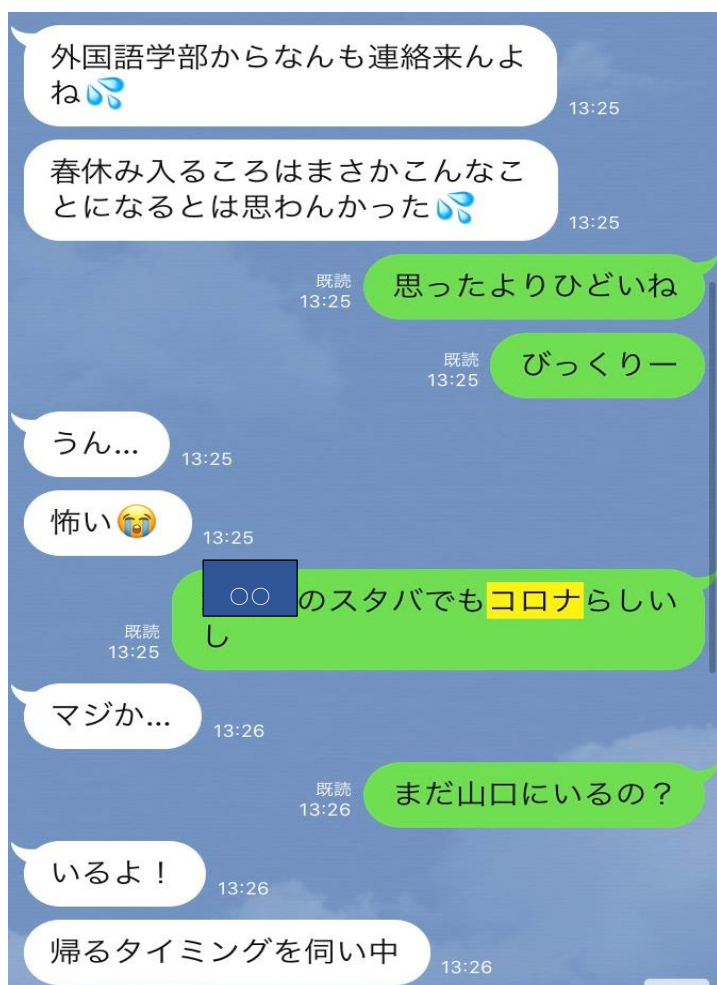 外国語学部からなんも連絡来んよ
ね💦
13:25
春休み入るころはまさかこんなこ
とになるとは思わんかった💦
13:25
既読
13:25
思ったよりひどいね
既読
13:25
びっくりー
うん...
13:25
怖い😭
13:25
○○のスタバでもコロナらしい
し
既読
13:25
マジか...
13:26
既読
13:26
まだ山口にいるの?
いるよ!
13:26
帰るタイミングを伺い中
13:26